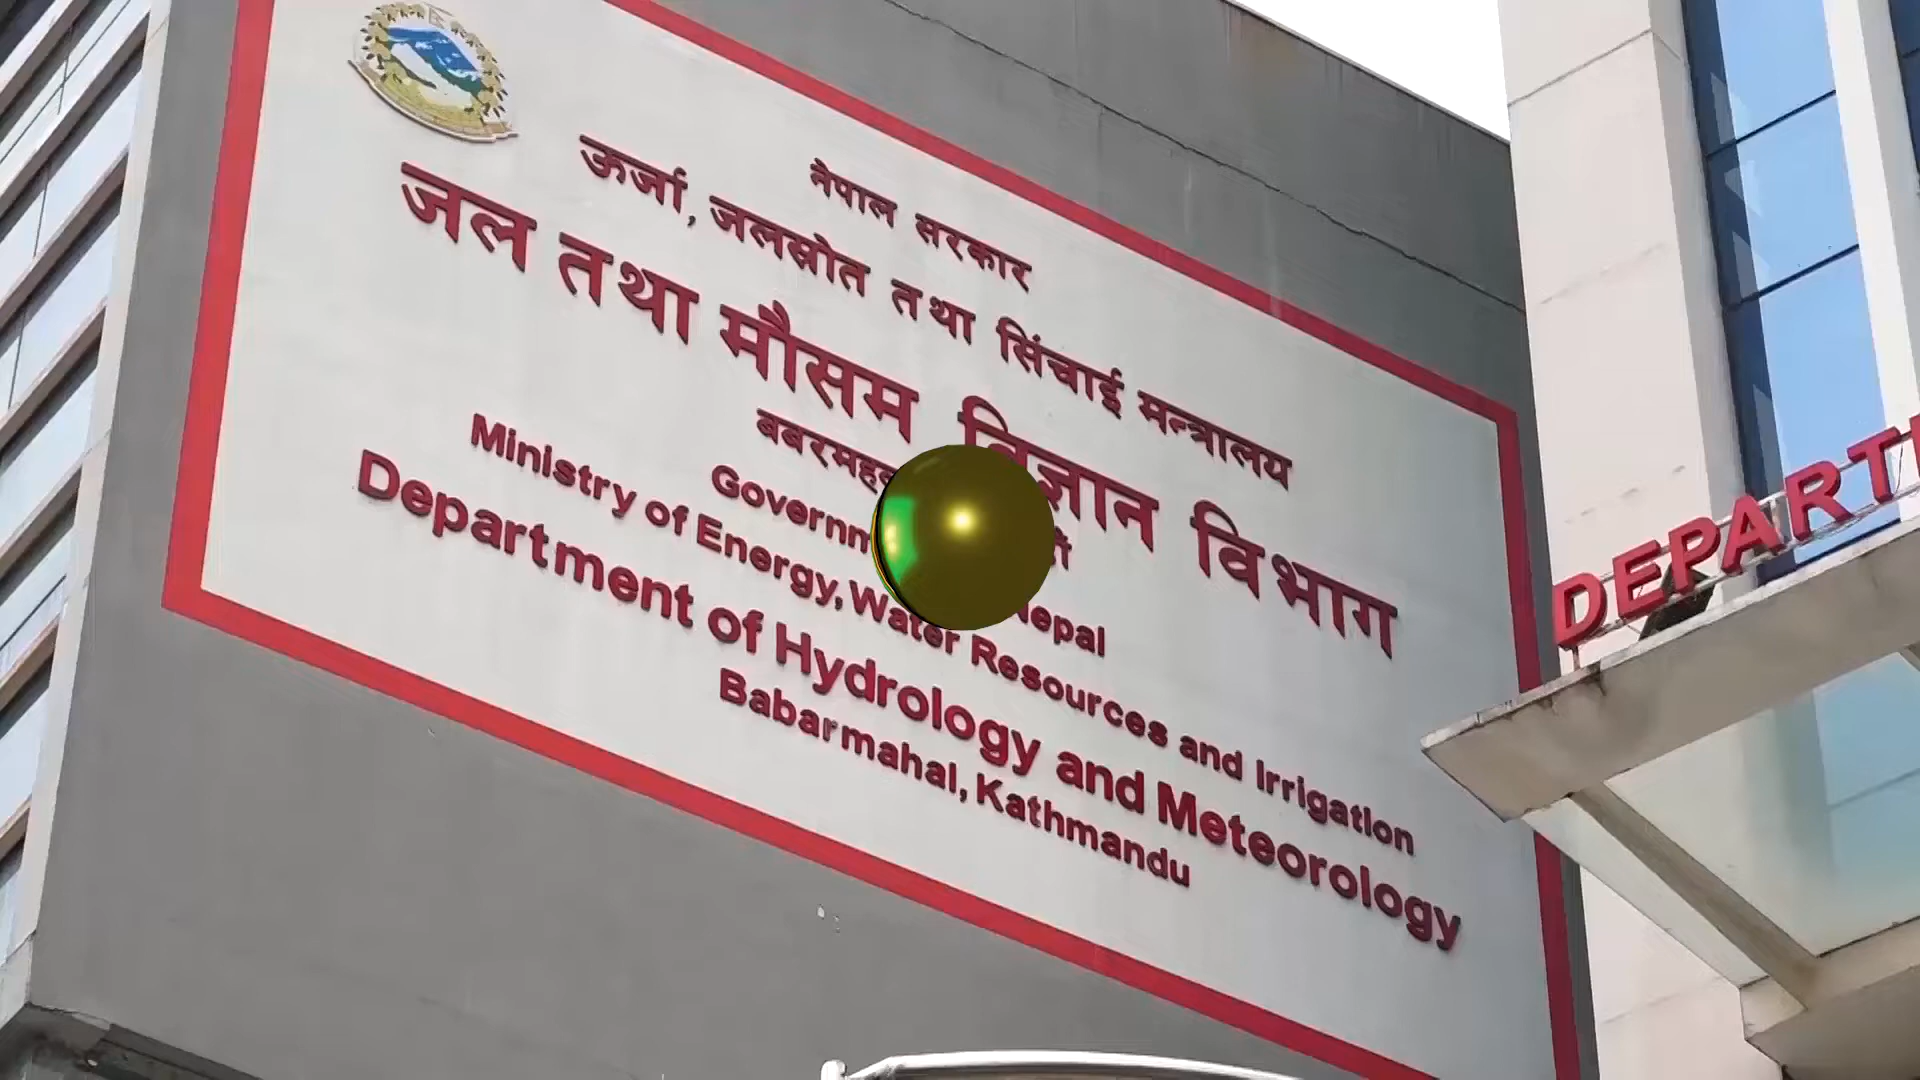 नेपाल सरकार
ऊर्जा, जलस्रोत तथा सिंचाई मन्त्रालय
जल तथा मौसम विज्ञान विभाग
Ministry of Energy, Water Resources and Irrigation
Department of Hydrology and Meteorology
Babarmahal, Kathmandu